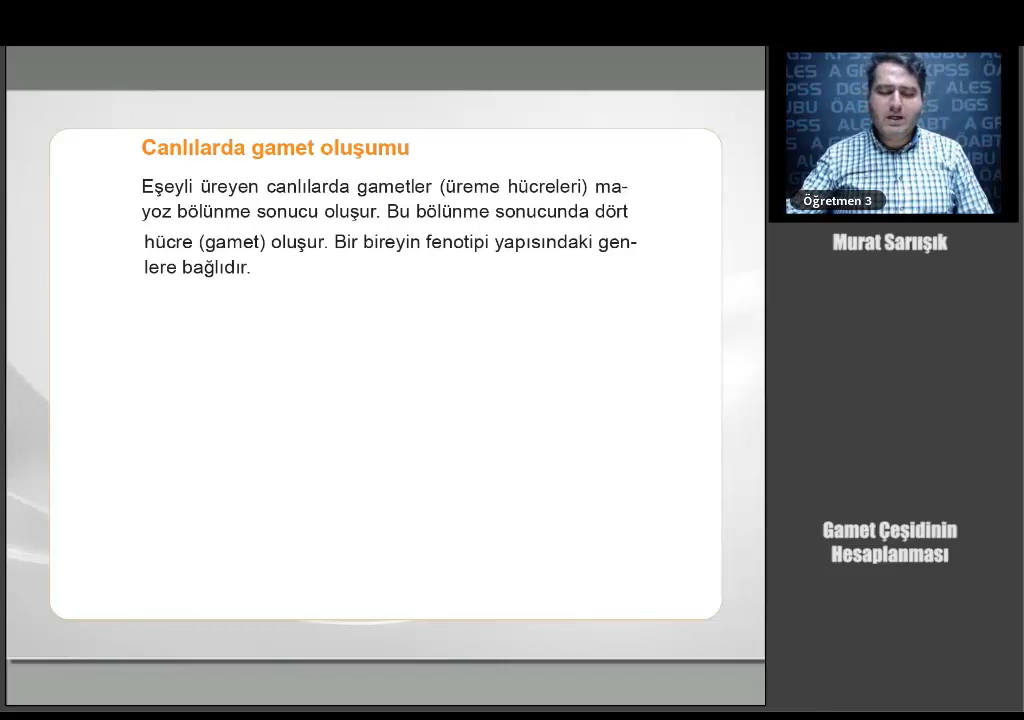 Canlılarda gamet oluşumu
Eşeyli üreyen canlılarda gametler (üreme hücreleri) ma-
yoz bölünme sonucu oluşur. Bu bölünme sonucunda dört
hücre (gamet) oluşur. Bir bireyin fenotipi yapısındaki gen-
lere bağlıdır.
Öğretmen 3
Murat Sarıışık
Gamet Çeşidinin
Hesaplanması